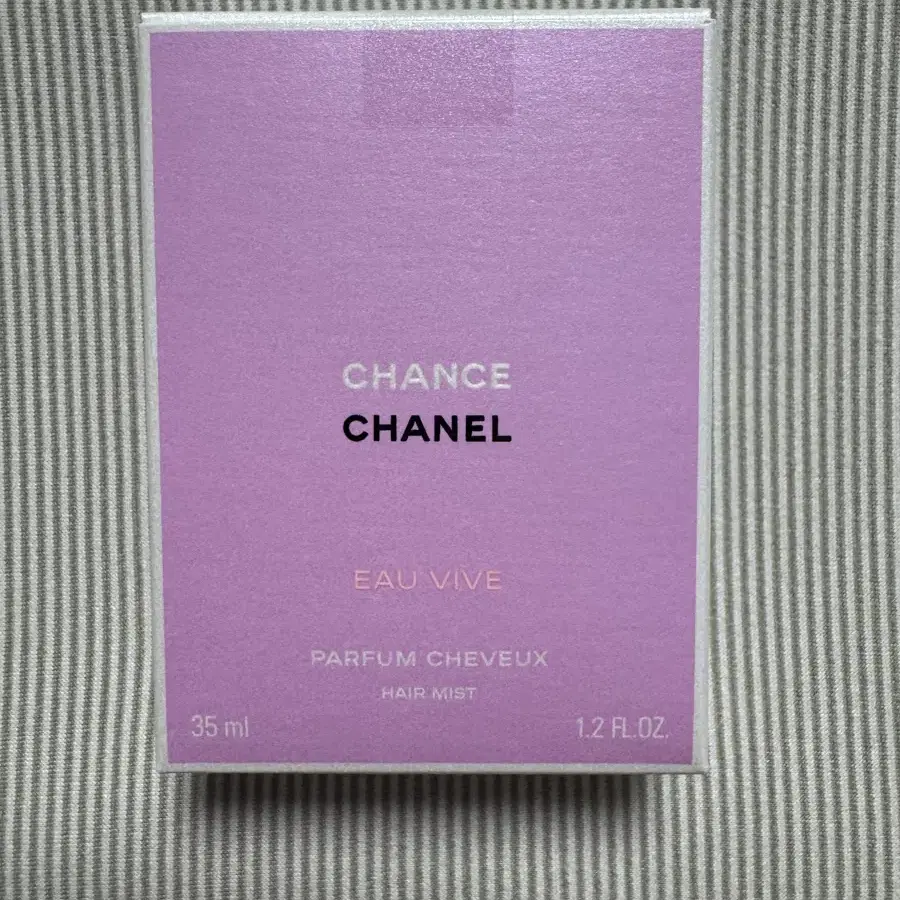 CHANCE
CHANEL
EAU VIVE
PARFUM CHEVEUX
HAIR MIST
35 ml 1.2 FL.OZ.